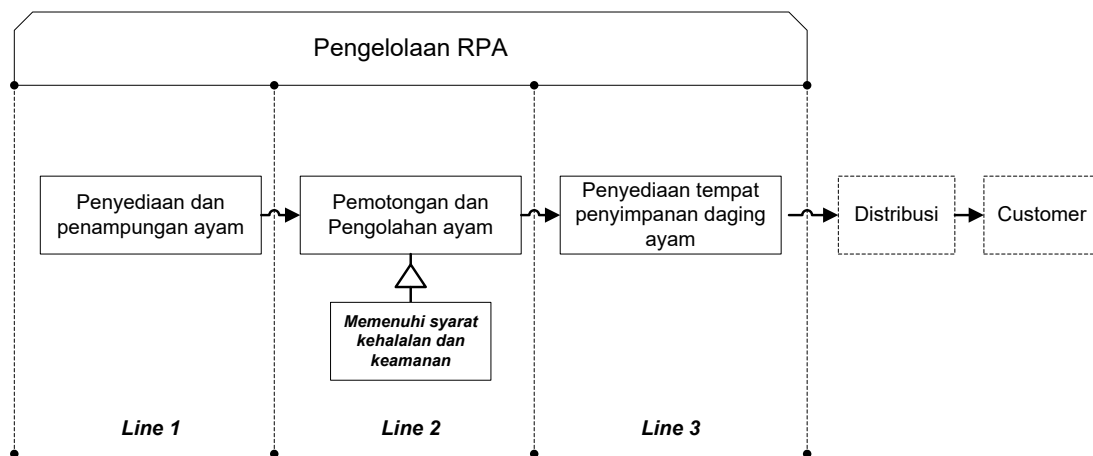 Pengelolaan RPA
Penyediaan dan
penampungan ayam
Pemotongan dan
Pengolahan ayam
Penyediaan tempat
penyimpanan daging
ayam
Distribusi
Customer
Memenuhi syarat
kehalalan dan
keamanan
Line 1
Line 2
Line 3